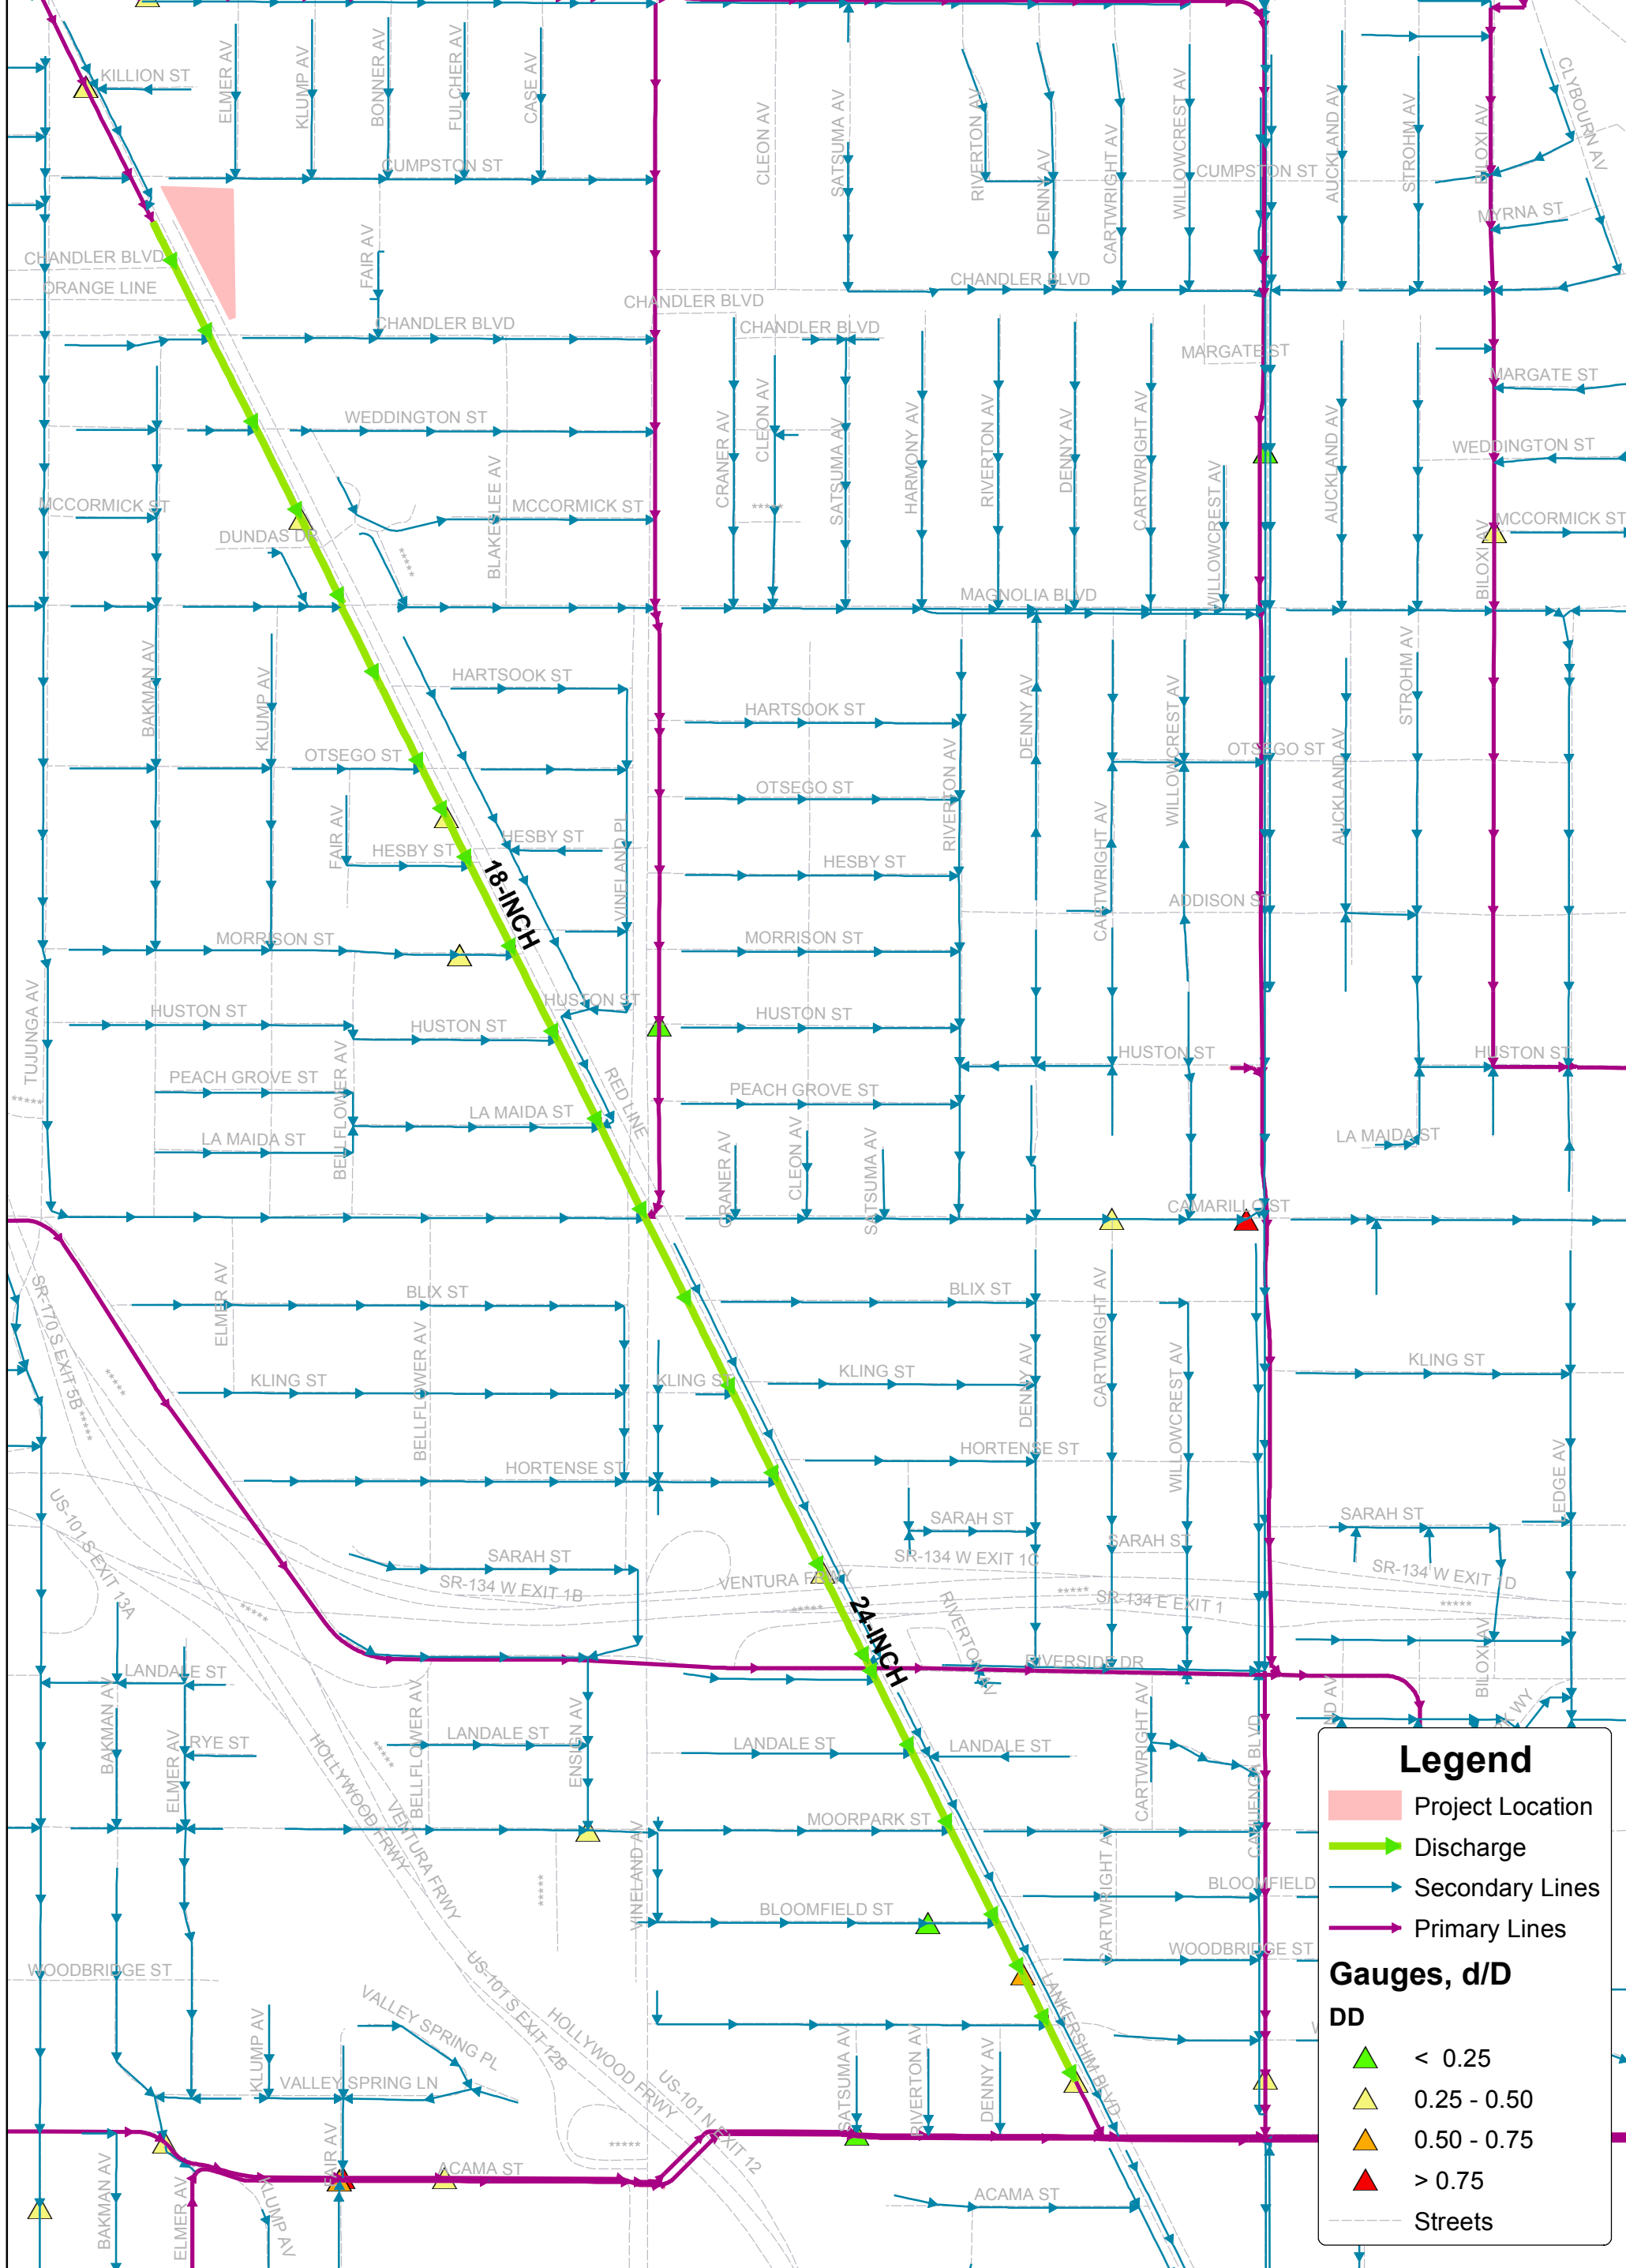 KILLION ST
ELMER AV
KLUMP AV
BONNER AV
FULCHER AV
CASE AV
CLEON AV
SATSUMA AV
RIVERTON AV
DENNY AV
CARTWRIGHT AV
WILLOWCREST AV
AUCKLAND AV
STROHM AV
BILOXI AV
CLYBOURN AV
CUMPSTON ST
CUMPSTON ST
MYRNA ST
CHANDLER BLVD
FAIR AV
ORANGE LINE
CHANDLER BLVD
CHANDLER BLVD
CHANDLER BLVD
CHANDLER BLVD
MARGATE ST
MARGATE ST
WEDDINGTON ST
WEDDINGTON ST
CRANER AV
CLEON AV
SATSUMA AV
HARMONY AV
RIVERTON AV
DENNY AV
CARTWRIGHT AV
WILLOWCREST AV
AUCKLAND AV
MCCORMICK ST
MCCORMICK ST
MCCORMICK ST
*****
DUNDAS DR
*****
BLAKESLEE AV
BILOXI AV
MAGNOLIA BLVD
BAKMAN AV
KLUMP AV
HARTSOOK ST
HARTSOOK ST
DENNY AV
WILLOWCREST AV
STROHM AV
OTSEGO ST
OTSEGO ST
OTSEGO ST
RIVERTON AV
AUCKLAND AV
FAIR AV
HESBY ST
HESBY ST
HESBY ST
VINELAND PL
CARTWRIGHT AV
18-INCH
ADDISON ST
MORRISON ST
MORRISON ST
TUJUNGA AV
HUSTON ST
HUSTON ST
HUSTON ST
HUSTON ST
HUSTON ST
HUSTON ST
PEACH GROVE ST
PEACH GROVE ST
*****
BELLFLOWER AV
LA MAIDA ST
LA MAIDA ST
LA MAIDA ST
RED LINE
CRANER AV
CLEON AV
SATSUMA AV
CAMARILLO ST
SR-170 S EXIT 5B
*****
*****
ELMER AV
BLIX ST
BLIX ST
BELLFLOWER AV
KLING ST
KLING ST
KLING ST
KLING ST
DENNY AV
CARTWRIGHT AV
WILLOWCREST AV
HORTENSE ST
HORTENSE ST
US-101 S EXIT 13A
SARAH ST
SARAH ST
SARAH ST
SARAH ST
SR-134 W EXIT 1B
SR-134 W EXIT 1C
SR-134 W EXIT 1D
VENTURA FRWY
SR-134 E EXIT 1
*****
*****
*****
*****
24-INCH
RIVERSIDE DR
LANDALE ST
LANDALE ST
LANDALE ST
LANDALE ST
BAKMAN AV
ELMER AV
RYE ST
BELLFLOWER AV
ENSIGN AV
CARTWRIGHT AV
CAHUENGA BLVD
BILOXI AV
HOLLYWOOD FRWY
VENTURA FRWY
*****
MOORPARK ST
VINELAND AV
*****
CARTWRIGHT AV
BLOOMFIELD ST
BLOOMFIELD
WOODBRIDGE ST
WOODBRIDGE ST
VALLEY SPRING PL
US-101 S EXIT 12B
HOLLYWOOD FRWY
US-101 N EXIT 12
*****
LANKERSHIM BLVD
KLUMP AV
VALLEY SPRING LN
SATSUMA AV
RIVERTON AV
DENNY AV
FAIR AV
ACAMA ST
ACAMA ST
BAKMAN AV
ELMER AV
KLUMP AV
Legend
Project Location
Discharge
Secondary Lines
Primary Lines
Gauges, d/D
DD
< 0.25
0.25 - 0.50
0.50 - 0.75
> 0.75
Streets